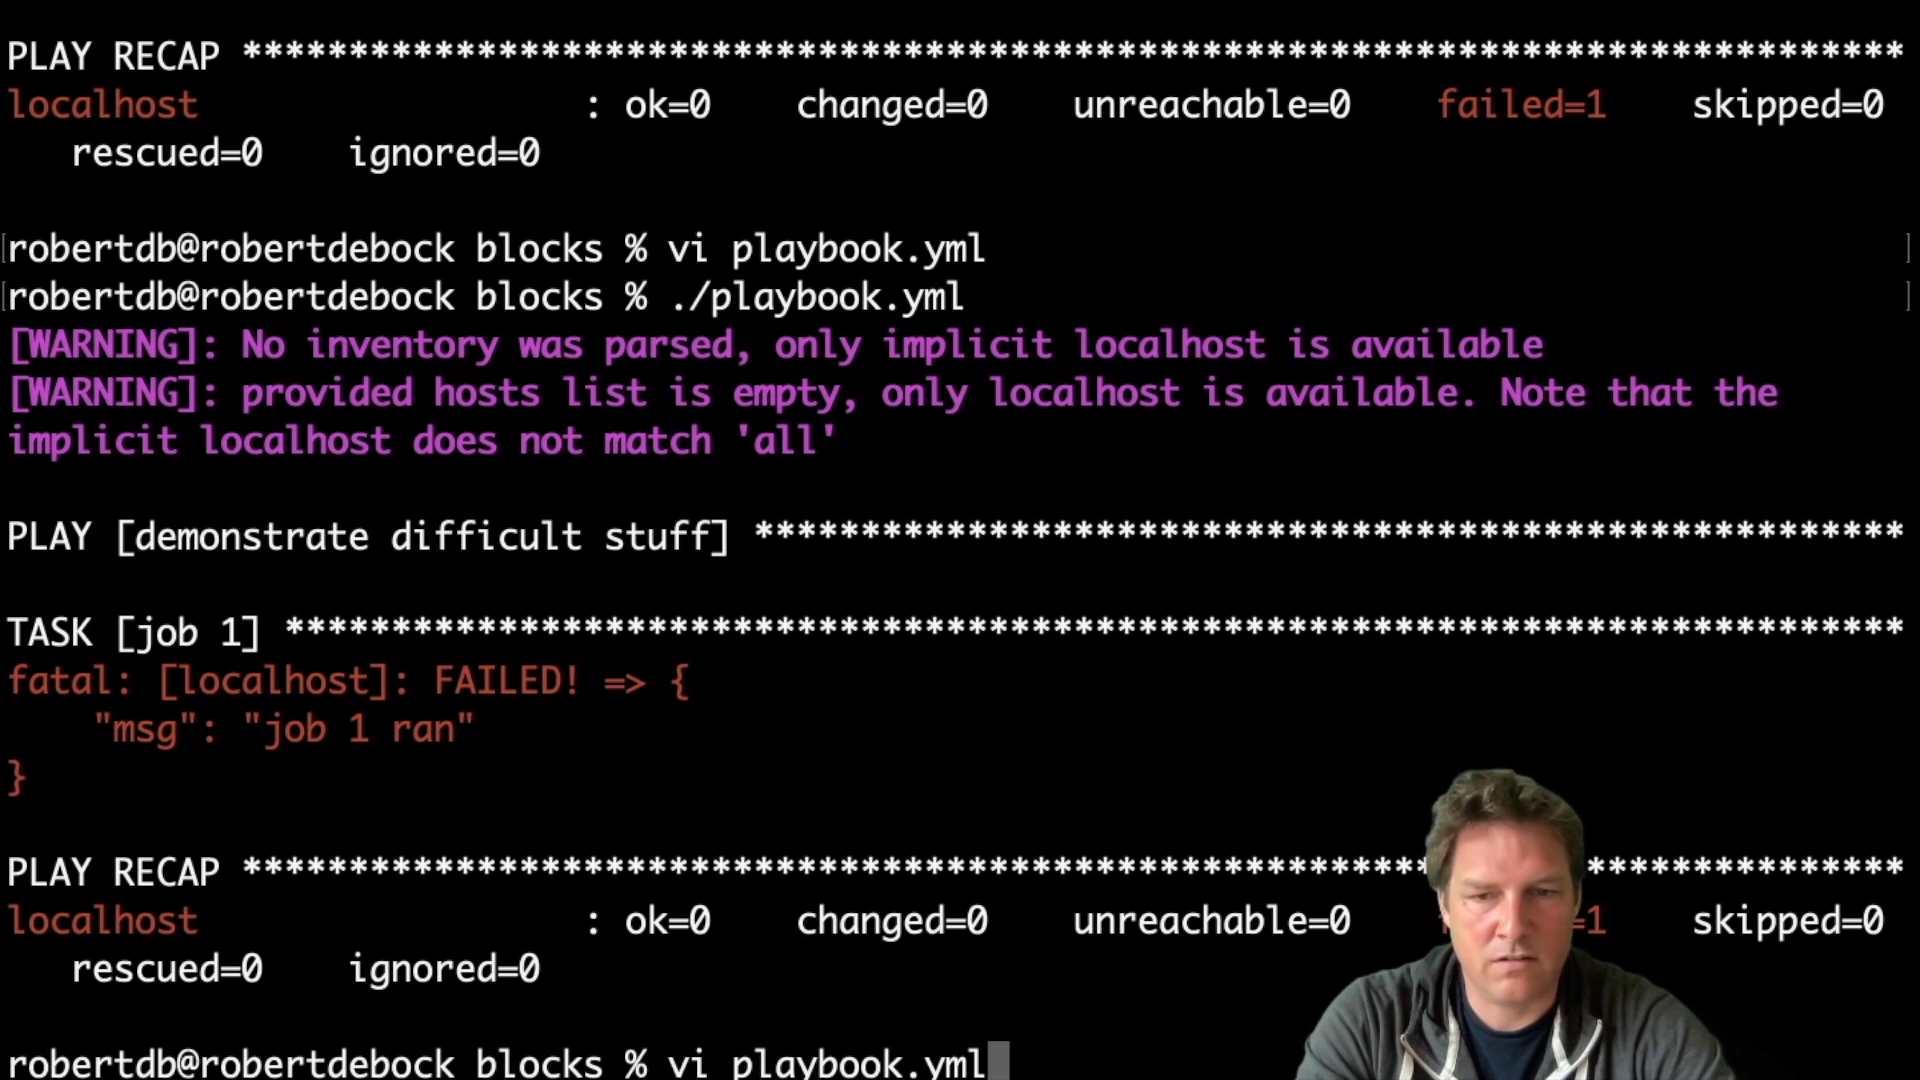 PLAY RECAP ******************************************************************************
localhost : ok=0 changed=0 unreachable=0 failed=1 skipped=0
rescued=0 ignored=0
robertdb@robertdebock blocks % vi playbook.yml
robertdb@robertdebock blocks % ./playbook.yml
[WARNING]: No inventory was parsed, only implicit localhost is available
[WARNING]: provided hosts list is empty, only localhost is available. Note that the
implicit localhost does not match 'all'
PLAY [demonstrate difficult stuff] ******************************************************
TASK [job 1] ****************************************************************************
fatal: [localhost]: FAILED! => {
"msg": "job 1 ran"
}
PLAY RECAP ******************************************************************************
localhost : ok=0 changed=0 unreachable=0 =1 skipped=0
rescued=0 ignored=0
robertdb@robertdebock blocks % vi playbook.yml